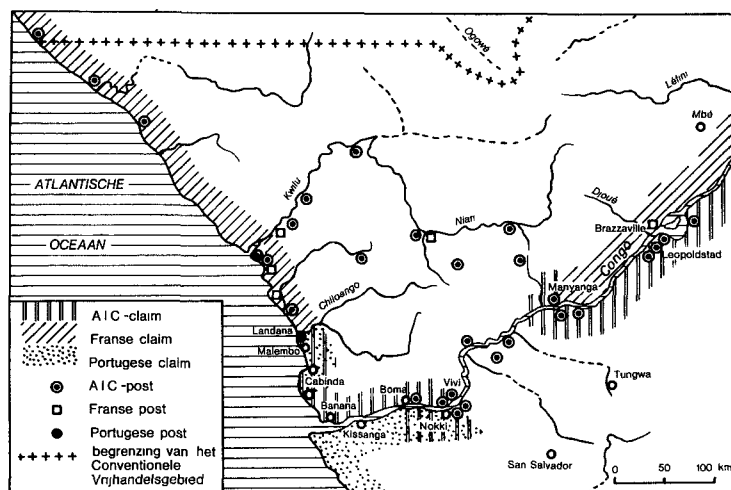 Ogowé
Léfini
Mbé
ATLANTISCHE
OCEAAN
Kwilu
Nian
Djoué
Brazzaville
Congo
Leopoldstad
Manyanga
Chiloango
Landana
Malembo
Cabinda
Banana
Boma
Vivi
Kissanga
Nokki
Tungwa
San Salvador
0 50 km
AIC-claim
Franse claim
Portugese claim
AIC-post
Franse post
Portugese post
begrenzing van het
Conventionele
Vrijhandelsgebied